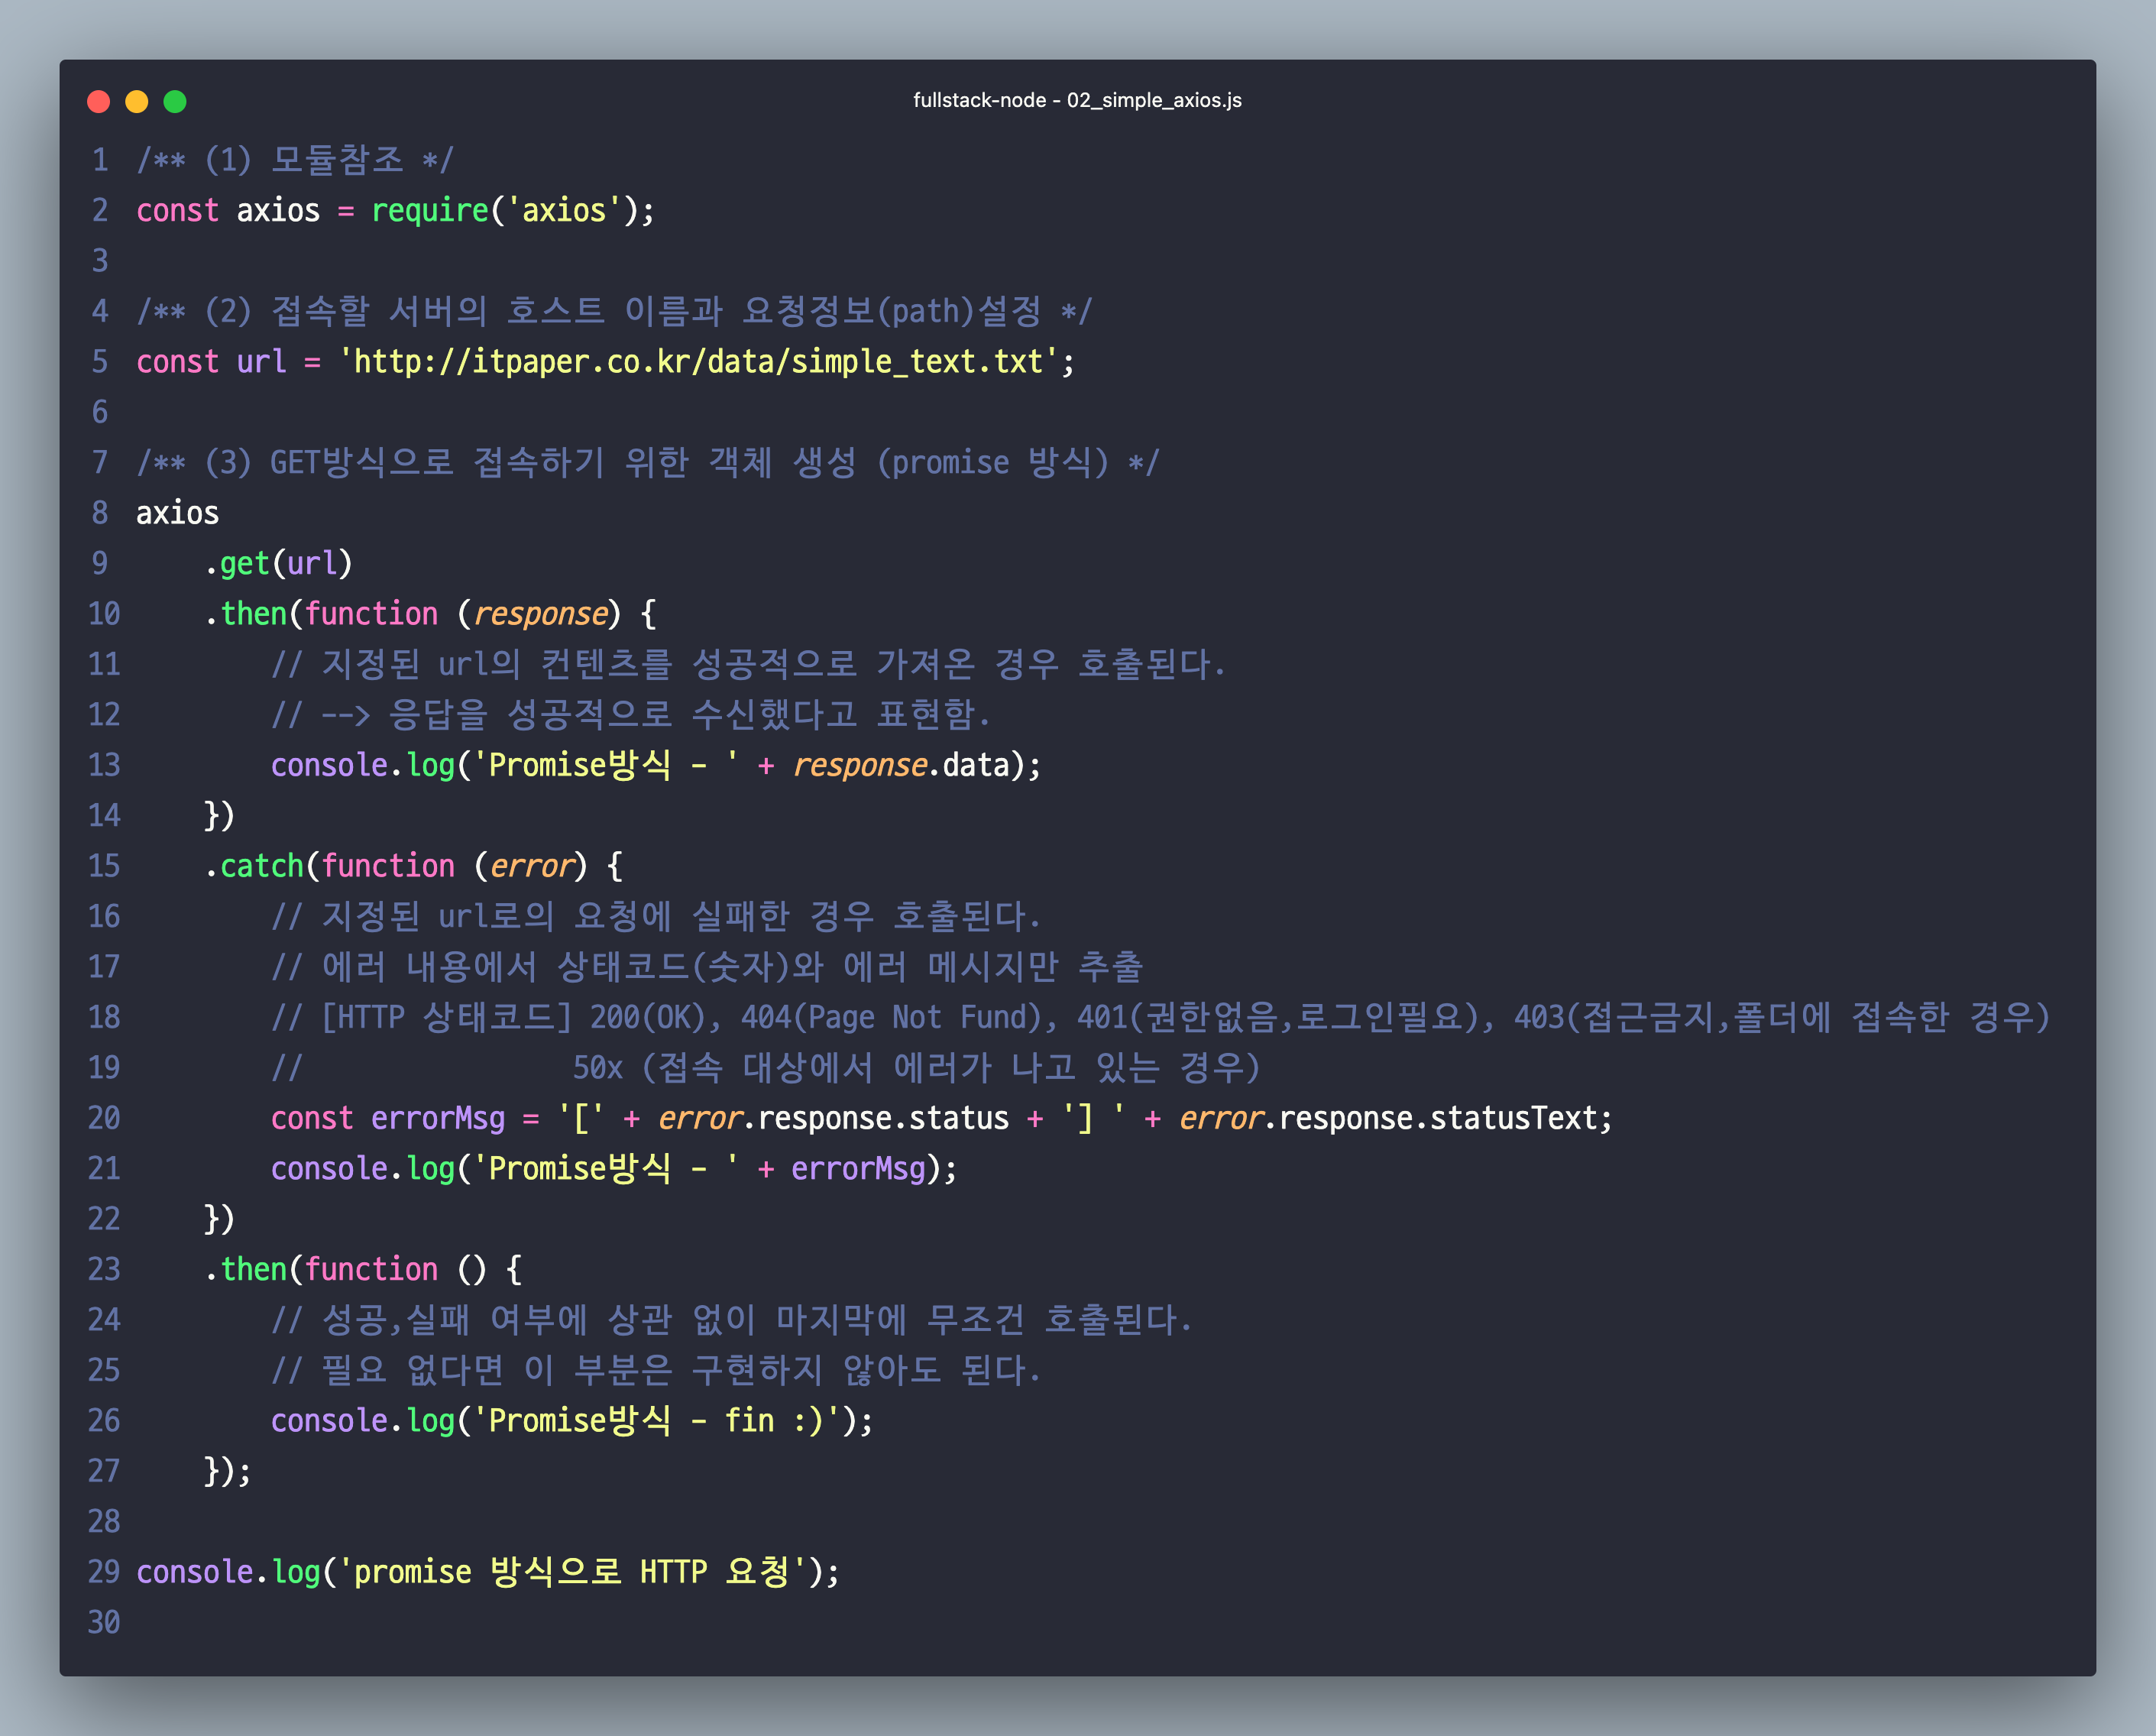 fullstack-node - 02_simple_axios.js
1 /** (1) 모듈참조 */
2 const axios = require('axios');
3
4 /** (2) 접속할 서버의 호스트 이름과 요청정보(path)설정 */
5 const url = 'http://itpaper.co.kr/data/simple_text.txt';
6
7 /** (3) GET방식으로 접속하기 위한 객체 생성 (promise 방식) */
8 axios
9     .get(url)
10     .then(function (response) {
11         // 지정된 url의 컨텐츠를 성공적으로 가져온 경우 호출된다.
12         // --> 응답을 성공적으로 수신했다고 표현함.
13         console.log('Promise방식 - ' + response.data);
14     })
15     .catch(function (error) {
16         // 지정된 url로의 요청에 실패한 경우 호출된다.
17         // 에러 내용에서 상태코드(숫자)와 에러 메시지만 추출
18         // [HTTP 상태코드] 200(OK), 404(Page Not Fund), 401(권한없음,로그인필요), 403(접근금지,폴더에 접속한 경우)
19         //                50x (접속 대상에서 에러가 나고 있는 경우)
20         const errorMsg = '[' + error.response.status + '] ' + error.response.statusText;
21         console.log('Promise방식 - ' + errorMsg);
22     })
23     .then(function () {
24         // 성공,실패 여부에 상관 없이 마지막에 무조건 호출된다.
25         // 필요 없다면 이 부분은 구현하지 않아도 된다.
26         console.log('Promise방식 - fin :)');
27     });
28
29 console.log('promise 방식으로 HTTP 요청');
30